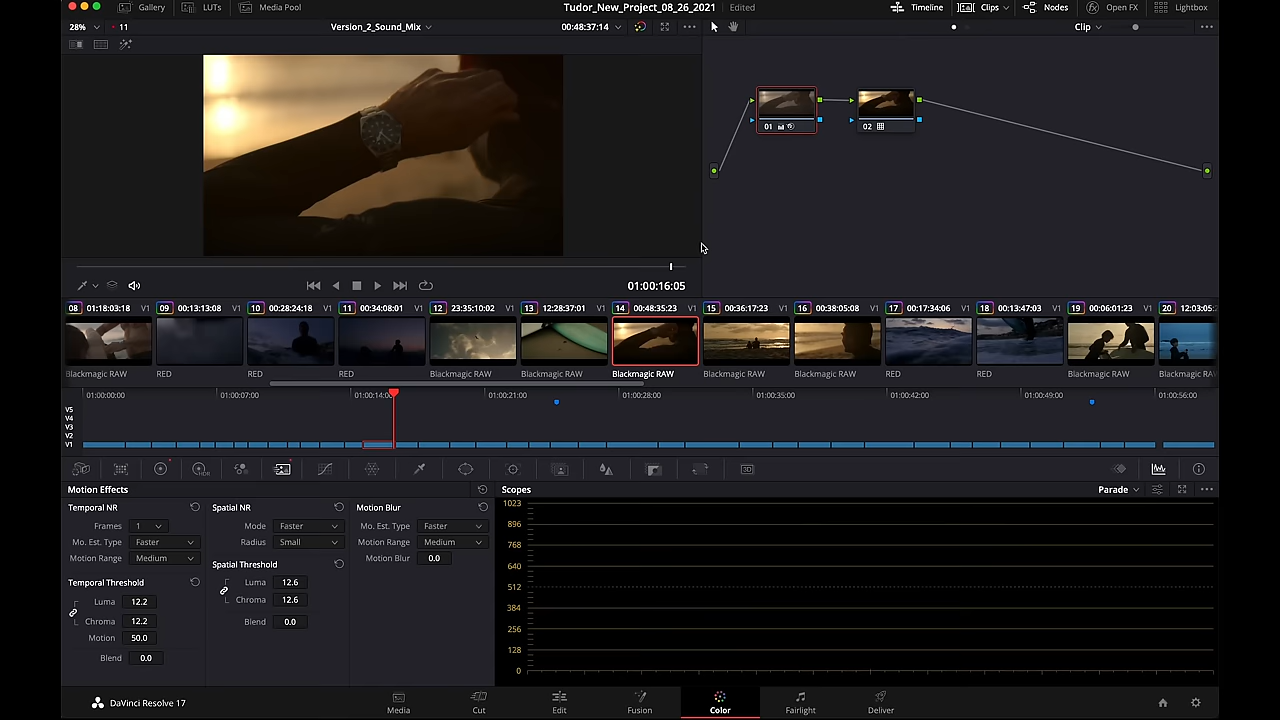 Gallery LUTs Media Pool Tudor_New_Project_08_26_2021 Edited Timeline Clips Nodes Open FX Lightbox
28% 11 Version_2_Sound_Mix 00:48:37:14 Clip
01 02
01:00:16:05
08 01:18:03:18 V1 09 00:13:13:08 V1 10 00:28:24:18 V1 11 00:34:08:01 V1 12 23:35:10:02 V1 13 12:28:37:01 V1 14 00:48:35:23 V1 15 00:36:17:23 V1 16 00:38:05:08 V1 17 00:17:34:06 V1 18 00:13:47:03 V1 19 00:06:01:23 V1 20 12:03:05
Blackmagic RAW RED RED RED Blackmagic RAW Blackmagic RAW Blackmagic RAW Blackmagic RAW Blackmagic RAW RED RED Blackmagic RAW Blackmagic RA
01:00:00:00 01:00:07:00 01:00:14:00 01:00:21:00 01:00:28:00 01:00:35:00 01:00:42:00 01:00:49:00 01:00:56:00
V5
V4
V3
V2
V1
3D
Motion Effects Scopes Parade
Temporal NR Spatial NR Motion Blur
Frames 1 Mode Faster Mo. Est. Type Faster
Mo. Est. Type Faster Radius Small Motion Range Medium
Motion Range Medium Motion Blur 0.0
Spatial Threshold
Temporal Threshold Luma 12.6
Luma 12.2 Chroma 12.6
Chroma 12.2 Blend 0.0
Motion 50.0
Blend 0.0
1023
896
768
640
512
384
256
128
0
DaVinci Resolve 17 Media Cut Edit Fusion Color Fairlight Deliver